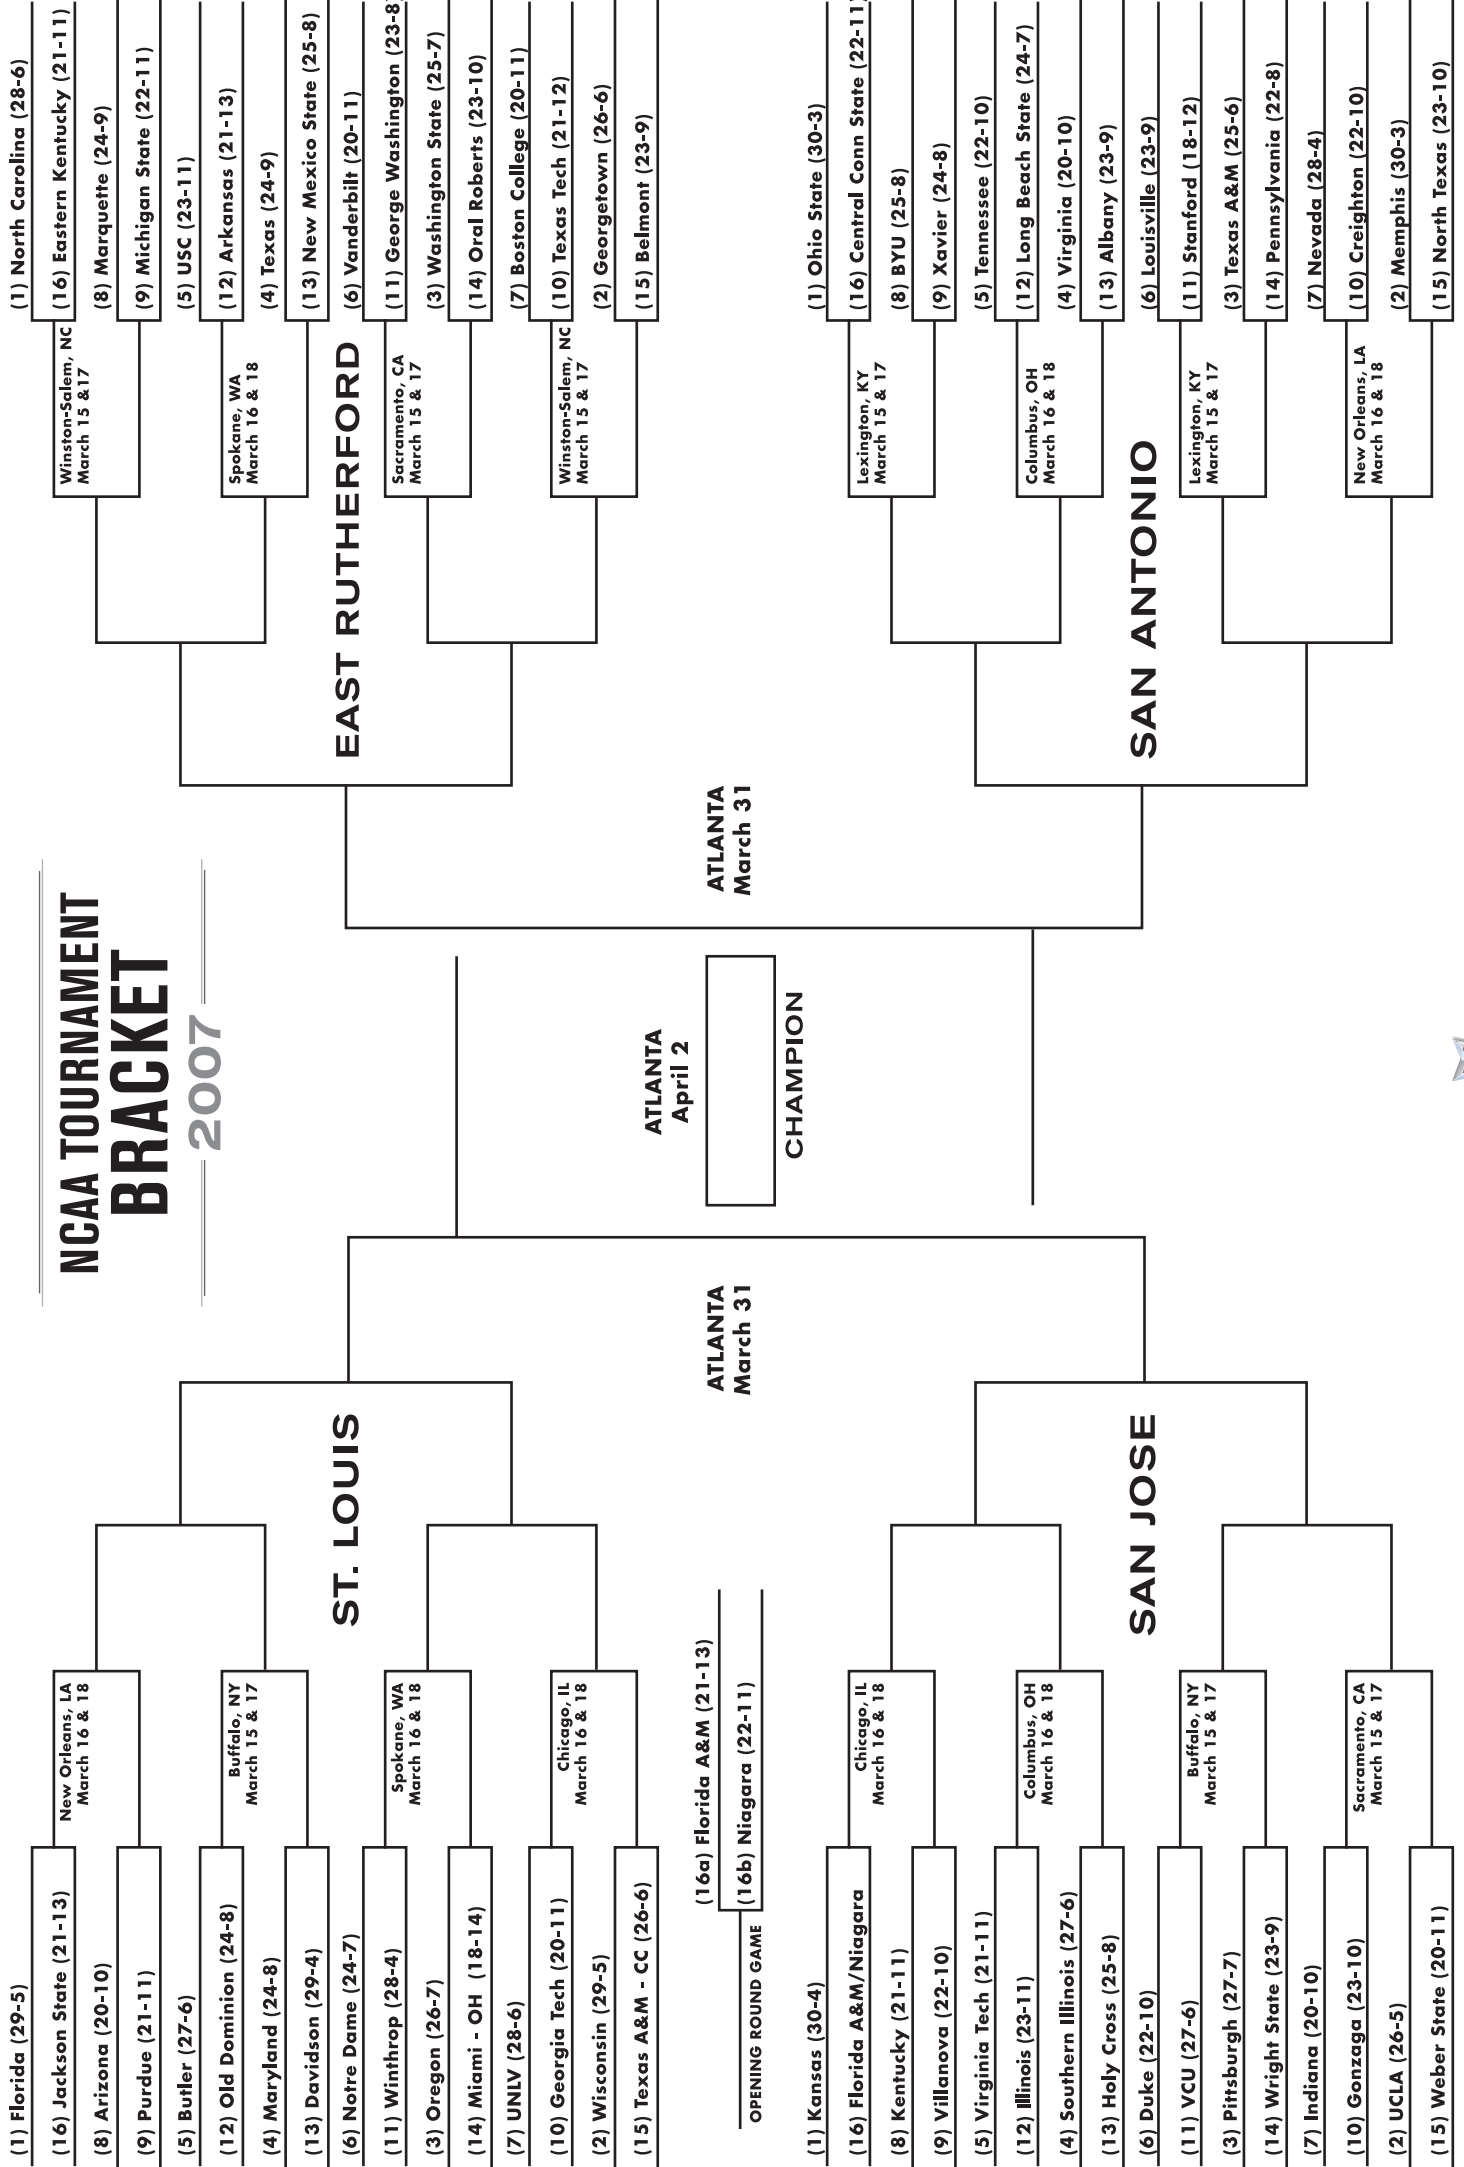 NCAA TOURNAMENT
BRACKET
2007
(1) Florida (29-5)
(16) Jackson State (21-13)
(8) Arizona (20-10)
(9) Purdue (21-11)
(5) Butler (27-6)
(12) Old Dominion (24-8)
(4) Maryland (24-8)
(13) Davidson (29-4)
(6) Notre Dame (24-7)
(11) Winthrop (28-4)
(3) Oregon (26-7)
(14) Miami - OH (18-14)
(7) UNLV (28-6)
(10) Georgia Tech (20-11)
(2) Wisconsin (29-5)
(15) Texas A&M - CC (26-6)
New Orleans, LA
March 16 & 18
Buffalo, NY
March 15 & 17
Spokane, WA
March 16 & 18
Chicago, IL
March 16 & 18
ST. LOUIS
OPENING ROUND GAME
(16a) Florida A&M (21-13)
(16b) Niagara (22-11)
(1) Kansas (30-4)
(16) Florida A&M/Niagara
(8) Kentucky (21-11)
(9) Villanova (22-10)
(5) Virginia Tech (21-11)
(12) Illinois (23-11)
(4) Southern Illinois (27-6)
(13) Holy Cross (25-8)
(6) Duke (22-10)
(11) VCU (27-6)
(3) Pittsburgh (27-7)
(14) Wright State (23-9)
(7) Indiana (20-10)
(10) Gonzaga (23-10)
(2) UCLA (26-5)
(15) Weber State (20-11)
Chicago, IL
March 16 & 18
Columbus, OH
March 16 & 18
Buffalo, NY
March 15 & 17
Sacramento, CA
March 15 & 17
SAN JOSE
ATLANTA
March 31
ATLANTA
April 2
CHAMPION
ATLANTA
March 31
EAST RUTHERFORD
Winston-Salem, NC
March 15 &17
Spokane, WA
March 16 & 18
Sacramento, CA
March 15 & 17
Winston-Salem, NC
March 15 & 17
(1) North Carolina (28-6)
(16) Eastern Kentucky (21-11)
(8) Marquette (24-9)
(9) Michigan State (22-11)
(5) USC (23-11)
(12) Arkansas (21-13)
(4) Texas (24-9)
(13) New Mexico State (25-8)
(6) Vanderbilt (20-11)
(11) George Washington (23-8)
(3) Washington State (25-7)
(14) Oral Roberts (23-10)
(7) Boston College (20-11)
(10) Texas Tech (21-12)
(2) Georgetown (26-6)
(15) Belmont (23-9)
SAN ANTONIO
Lexington, KY
March 15 & 17
Columbus, OH
March 16 & 18
Lexington, KY
March 15 & 17
New Orleans, LA
March 16 & 18
(1) Ohio State (30-3)
(16) Central Conn State (22-11)
(8) BYU (25-8)
(9) Xavier (24-8)
(5) Tennessee (22-10)
(12) Long Beach State (24-7)
(4) Virginia (20-10)
(13) Albany (23-9)
(6) Louisville (23-9)
(11) Stanford (18-12)
(3) Texas A&M (25-6)
(14) Pennsylvania (22-8)
(7) Nevada (28-4)
(10) Creighton (22-10)
(2) Memphis (30-3)
(15) North Texas (23-10)